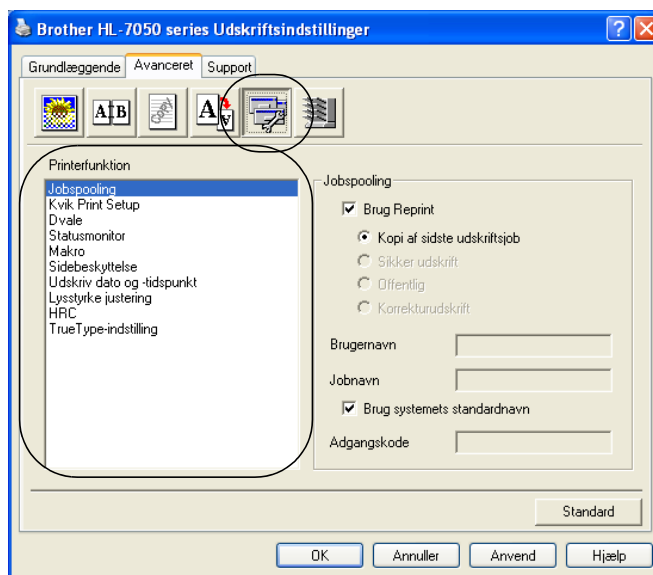 Brother HL-7050 series Udskriftsindstillinger
Grundlæggende Avanceret Support
A B
COPY
A A
Printerfunktion
Jobspooling
Kvik Print Setup
Dvale
Statusmonitor
Makro
Sidebeskyttelse
Udskriv dato og -tidspunkt
Lysstyrke justering
HRC
TrueType-indstilling
Jobspooling
Brug Reprint
Kopi af sidste udskriftsjob
Sikker udskrift
Offentlig
Korrekturudskrift
Brugernavn
Jobnavn
Brug systemets standardnavn
Adgangskode
Standard
OK Annuller Anvend Hjælp